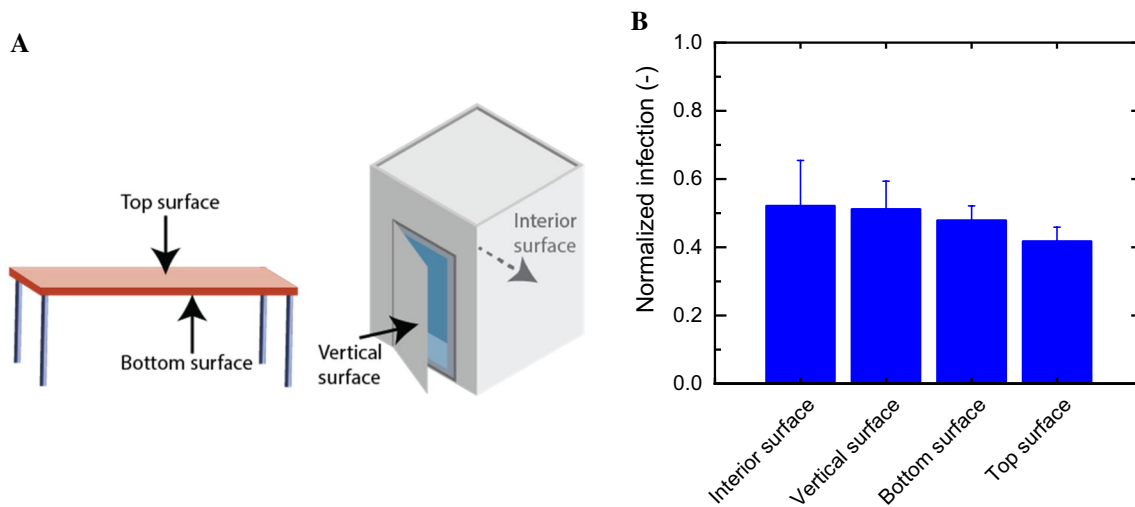 A
Top surface
Bottom surface
Interior
surface
Vertical
surface
B
Normalized infection (-)
1.0
0.8
0.6
0.4
0.2
0.0
Interior surface
Vertical surface
Bottom surface
Top surface